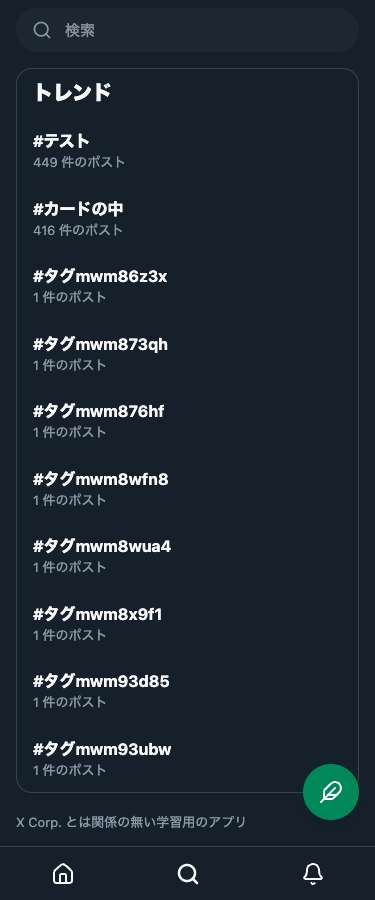 検索
トレンド
#テスト
449 件のポスト
#カードの中
416 件のポスト
#タグmwm86z3x
1 件のポスト
#タグmwm873qh
1 件のポスト
#タグmwm876hf
1 件のポスト
#タグmwm8wfn8
1 件のポスト
#タグmwm8wua4
1 件のポスト
#タグmwm8x9f1
1 件のポスト
#タグmwm93d85
1 件のポスト
#タグmwm93ubw
1 件のポスト
X Corp. とは関係の無い学習用のアプリ